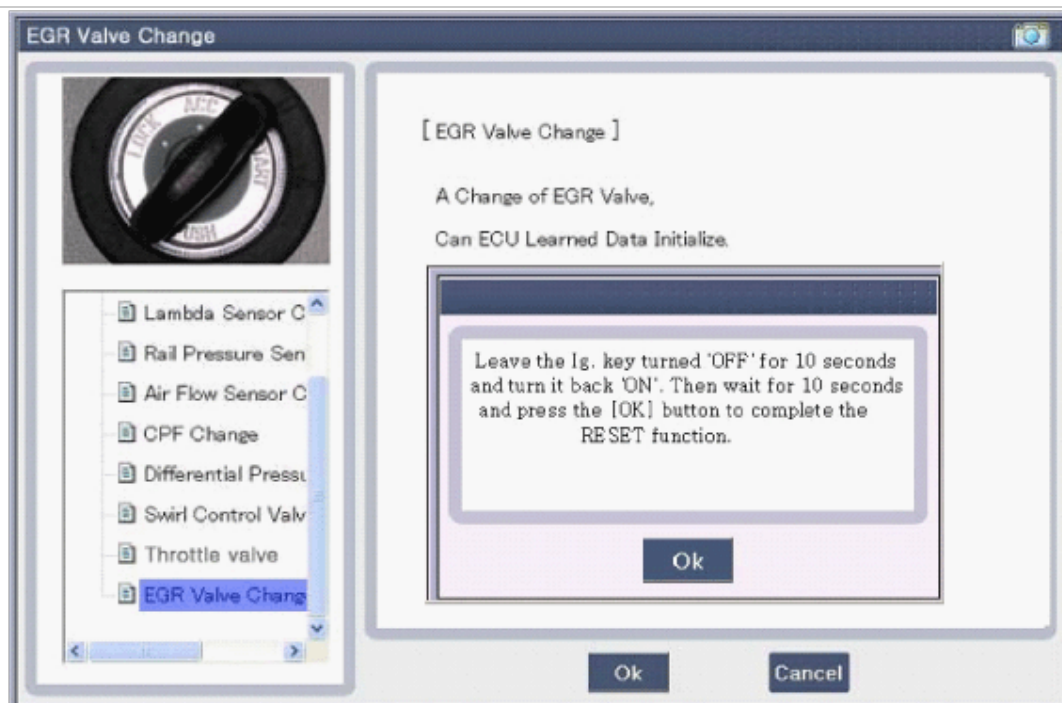 EGR Valve Change
LOCK
ACC
START
PUSH
Lambda Sensor C
Rail Pressure Sen
Air Flow Sensor C
CPF Change
Differential Pressu
Swirl Control Valv
Throttle valve
EGR Valve Chang
[ EGR Valve Change ]
A Change of EGR Valve,
Can ECU Learned Data Initialize.
Leave the Ig. key turned 'OFF' for 10 seconds
and turn it back 'ON'. Then wait for 10 seconds
and press the [OK] button to complete the
RESET function.
Ok
Ok
Cancel